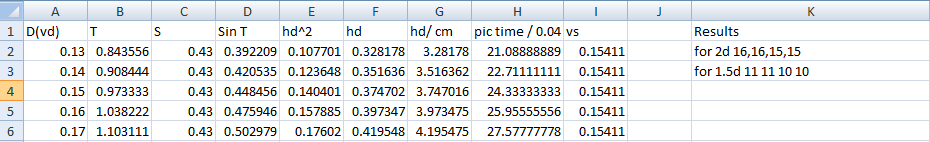 A B C D E F G H I J K
1 D(vd) T S Sin T hd^2 hd hd/ cm pic time / 0.04 vs Results
2 0.13 0.843556 0.43 0.392209 0.107701 0.328178 3.28178 21.08888889 0.15411 for 2d 16,16,15,15
3 0.14 0.908444 0.43 0.420535 0.123648 0.351636 3.516362 22.71111111 0.15411 for 1.5d 11 11 10 10
4 0.15 0.973333 0.43 0.448456 0.140401 0.374702 3.747016 24.33333333 0.15411
5 0.16 1.038222 0.43 0.475946 0.157885 0.397347 3.973475 25.95555556 0.15411
6 0.17 1.103111 0.43 0.502979 0.17602 0.419548 4.195475 27.57777778 0.15411